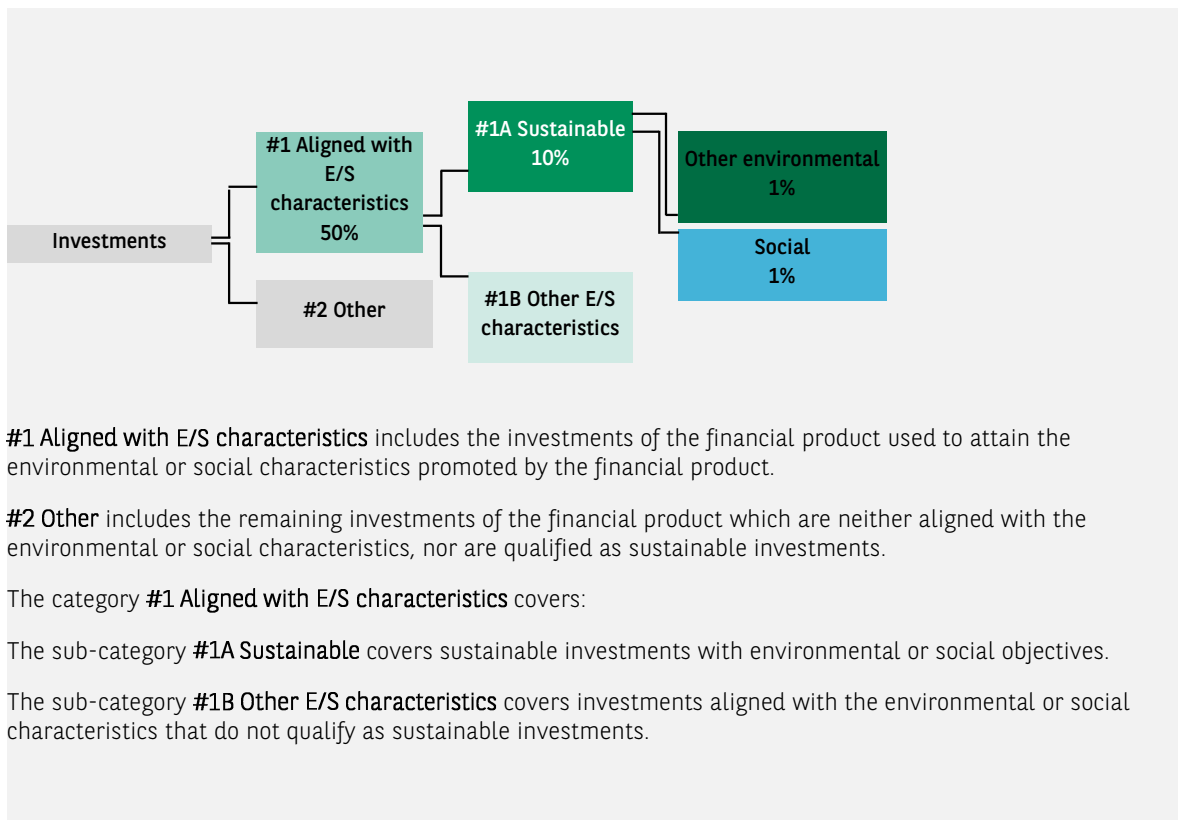 Investments
#1 Aligned with
E/S
characteristics
50%
#2 Other
#1A Sustainable
10%
#1B Other E/S
characteristics
Other environmental
1%
Social
1%
#1 Aligned with E/S characteristics includes the investments of the financial product used to attain the
environmental or social characteristics promoted by the financial product.
#2 Other includes the remaining investments of the financial product which are neither aligned with the
environmental or social characteristics, nor are qualified as sustainable investments.
The category #1 Aligned with E/S characteristics covers:
The sub-category #1A Sustainable covers sustainable investments with environmental or social objectives.
The sub-category #1B Other E/S characteristics covers investments aligned with the environmental or social
characteristics that do not qualify as sustainable investments.